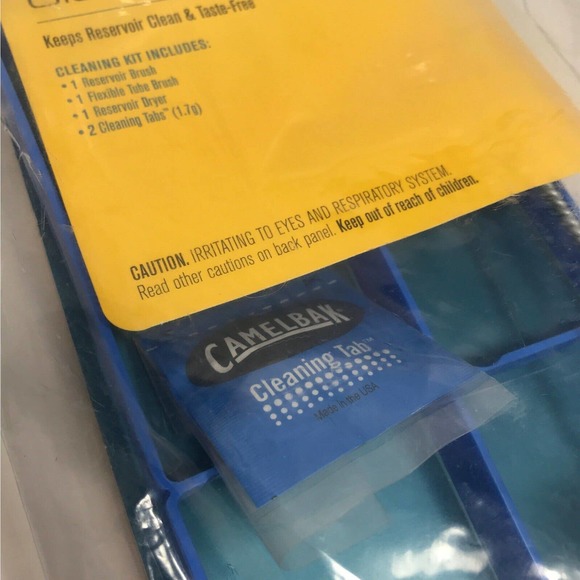 Keeps Reservoir Clean & Taste-Free
CLEANING KIT INCLUDES:
• 1 Reservoir Brush
• 1 Flexible Tube Brush
• 1 Reservoir Dryer
• 2 Cleaning Tabs™ (1.7g)
CAUTION. IRRITATING TO EYES AND RESPIRATORY SYSTEM.
Read other cautions on back panel. Keep out of reach of children.
CAMELBAK
Cleaning Tab™
Made in the USA